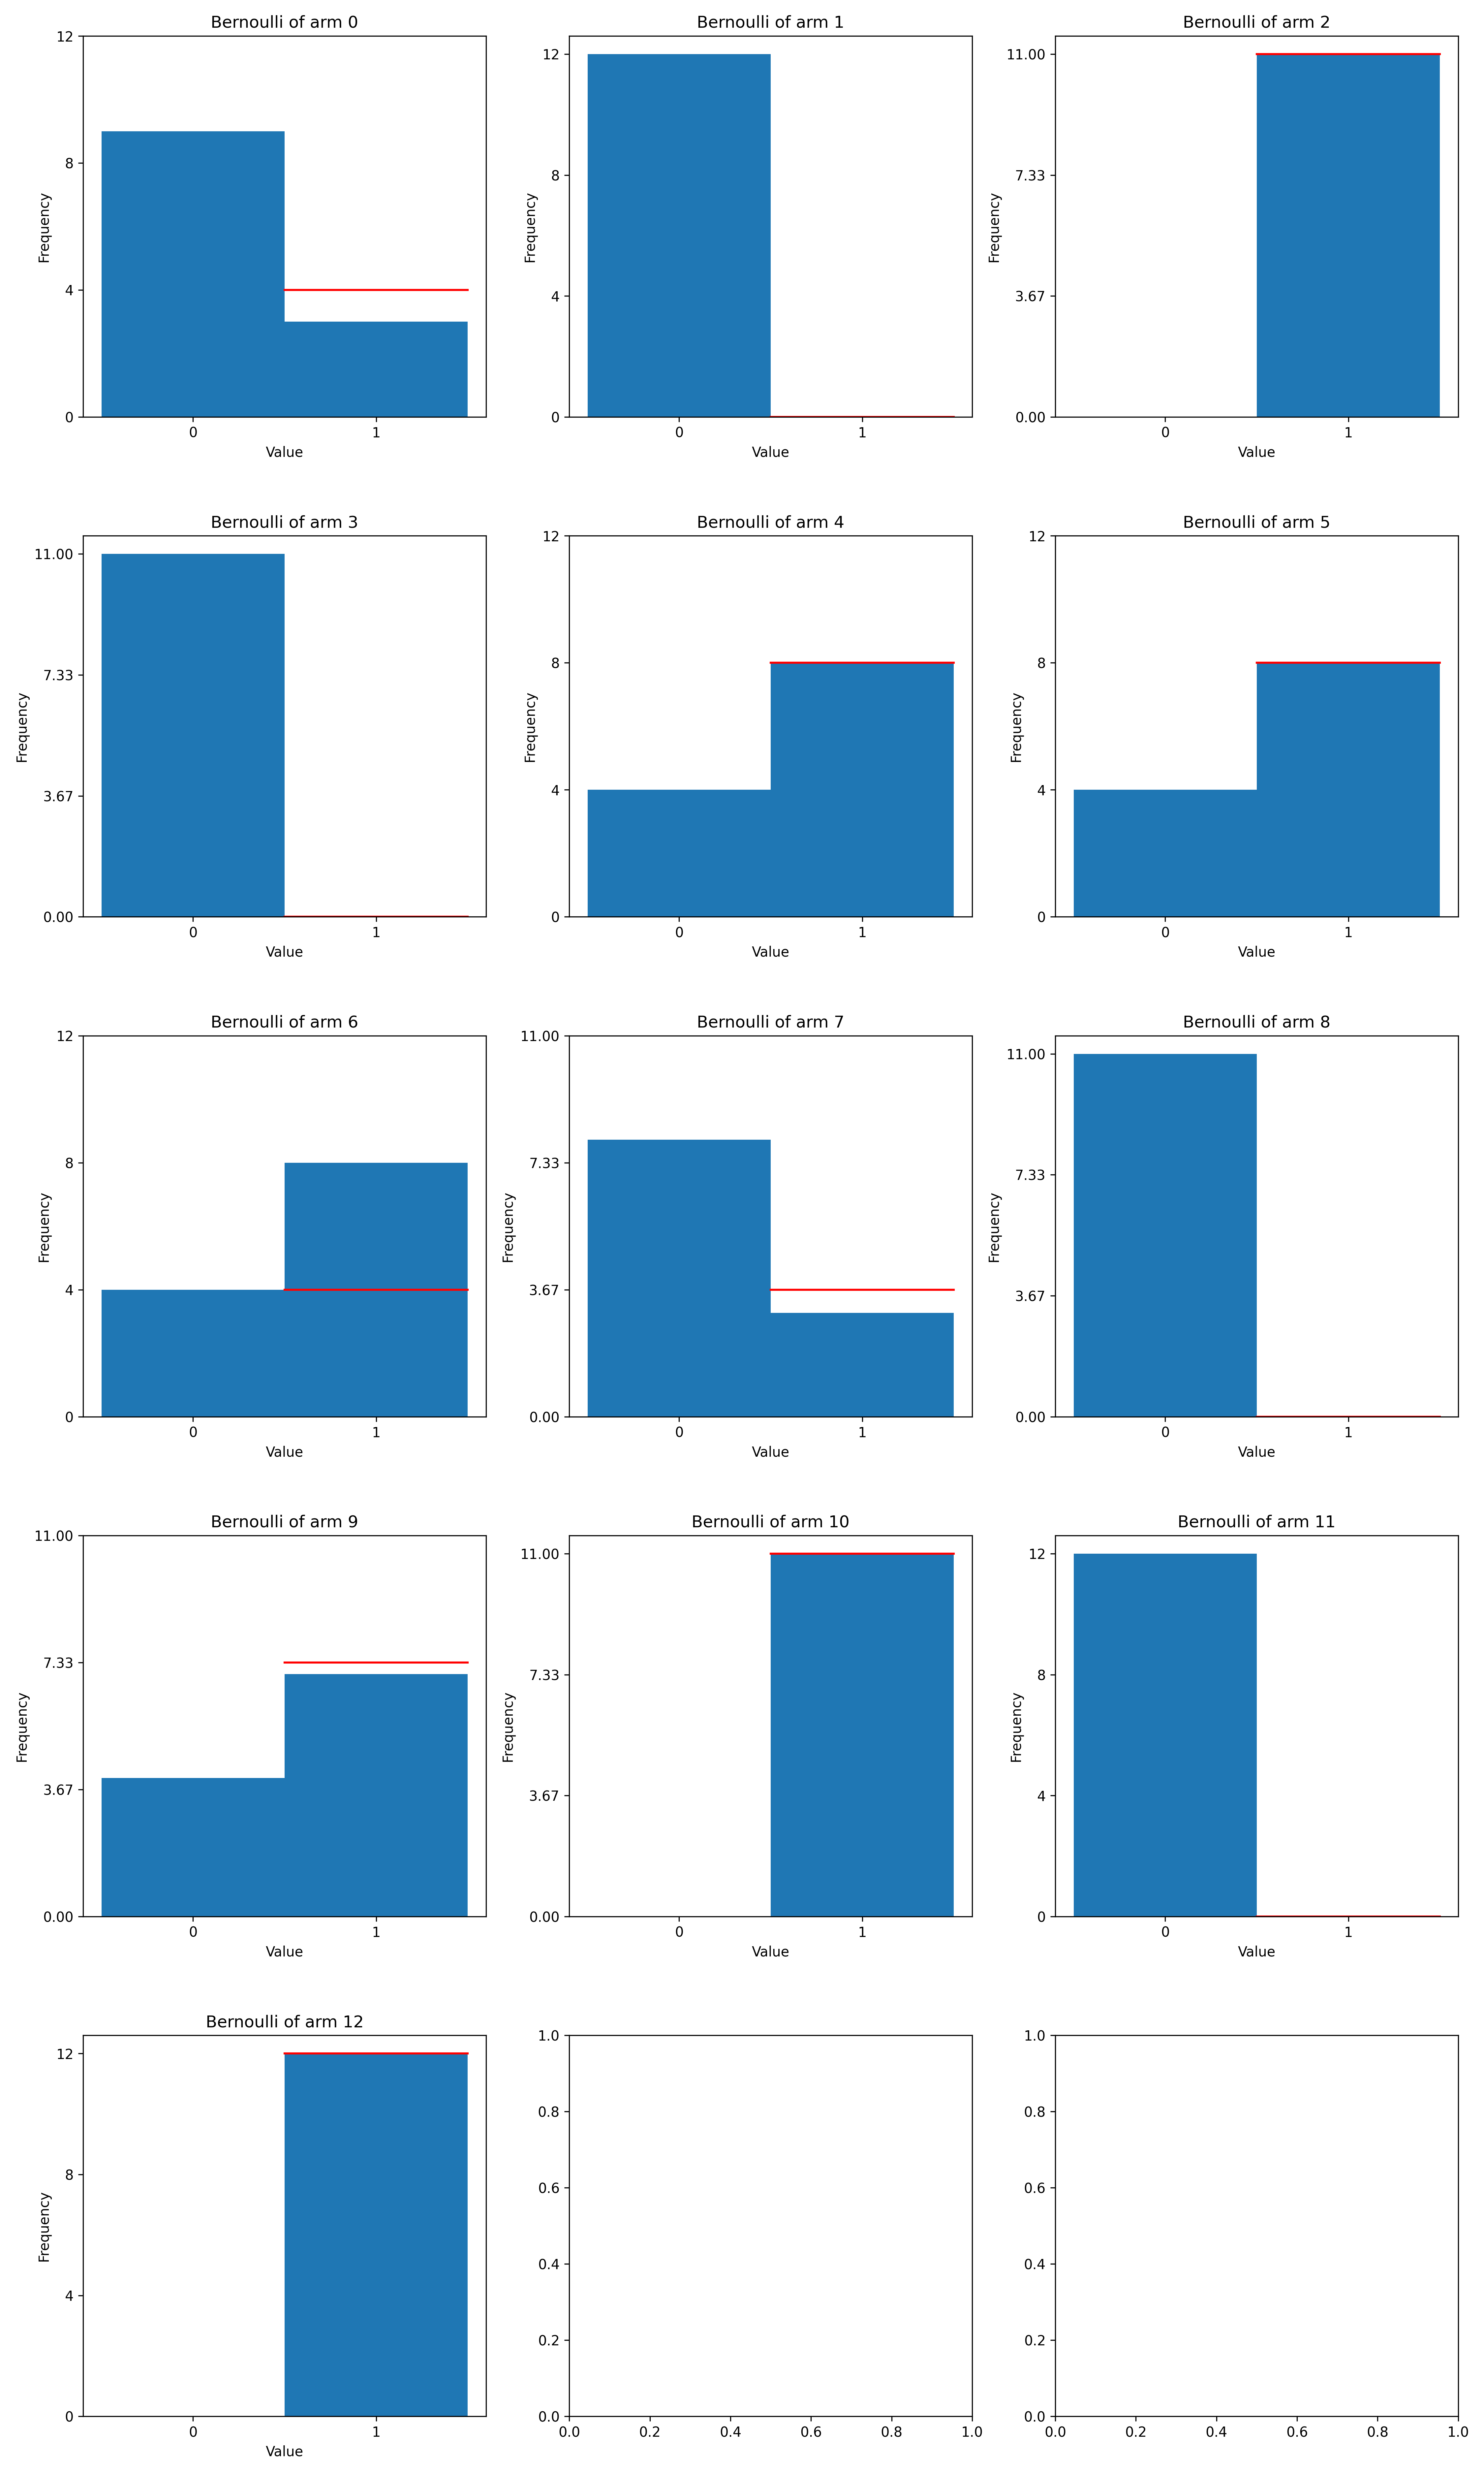 Bernoulli of arm 0
12
8
4
0
Frequency
0 1
Value
Bernoulli of arm 1
12
8
4
0
Frequency
0 1
Value
Bernoulli of arm 2
11.00
7.33
3.67
0.00
Frequency
0 1
Value
Bernoulli of arm 3
11.00
7.33
3.67
0.00
Frequency
0 1
Value
Bernoulli of arm 4
12
8
4
0
Frequency
0 1
Value
Bernoulli of arm 5
12
8
4
0
Frequency
0 1
Value
Bernoulli of arm 6
12
8
4
0
Frequency
0 1
Value
Bernoulli of arm 7
11.00
7.33
3.67
0.00
Frequency
0 1
Value
Bernoulli of arm 8
11.00
7.33
3.67
0.00
Frequency
0 1
Value
Bernoulli of arm 9
11.00
7.33
3.67
0.00
Frequency
0 1
Value
Bernoulli of arm 10
11.00
7.33
3.67
0.00
Frequency
0 1
Value
Bernoulli of arm 11
12
8
4
0
Frequency
0 1
Value
Bernoulli of arm 12
12
8
4
0
Frequency
0 1
Value
1.0
0.8
0.6
0.4
0.2
0.0
0.0 0.2 0.4 0.6 0.8 1.0
1.0
0.8
0.6
0.4
0.2
0.0
0.0 0.2 0.4 0.6 0.8 1.0